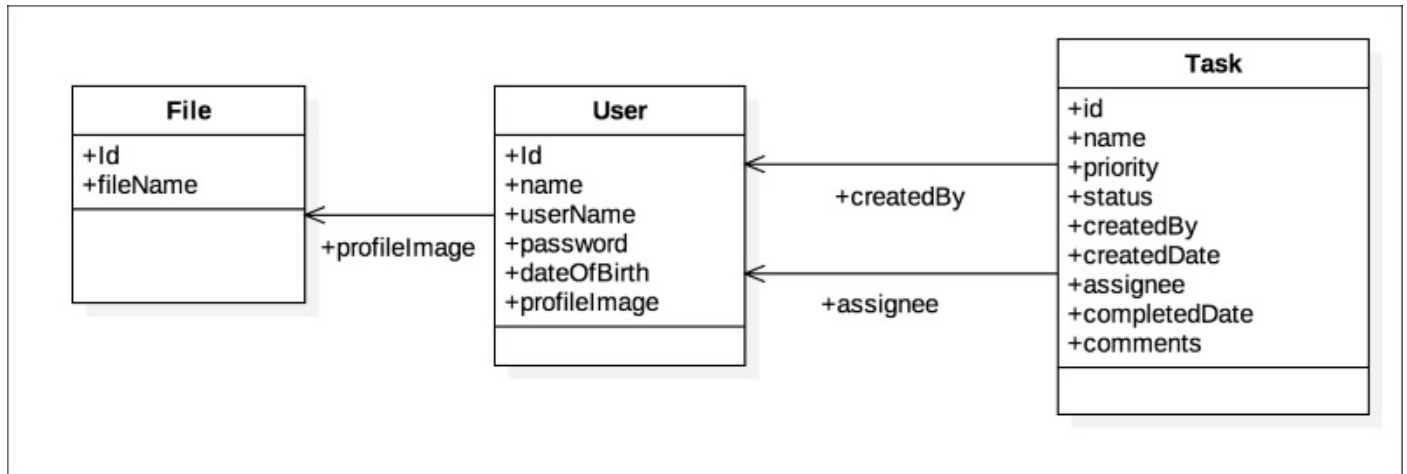 File
+Id
+fileName
+profileImage
User
+Id
+name
+userName
+password
+dateOfBirth
+profileImage
+createdBy
+assignee
Task
+id
+name
+priority
+status
+createdBy
+createdDate
+assignee
+completedDate
+comments